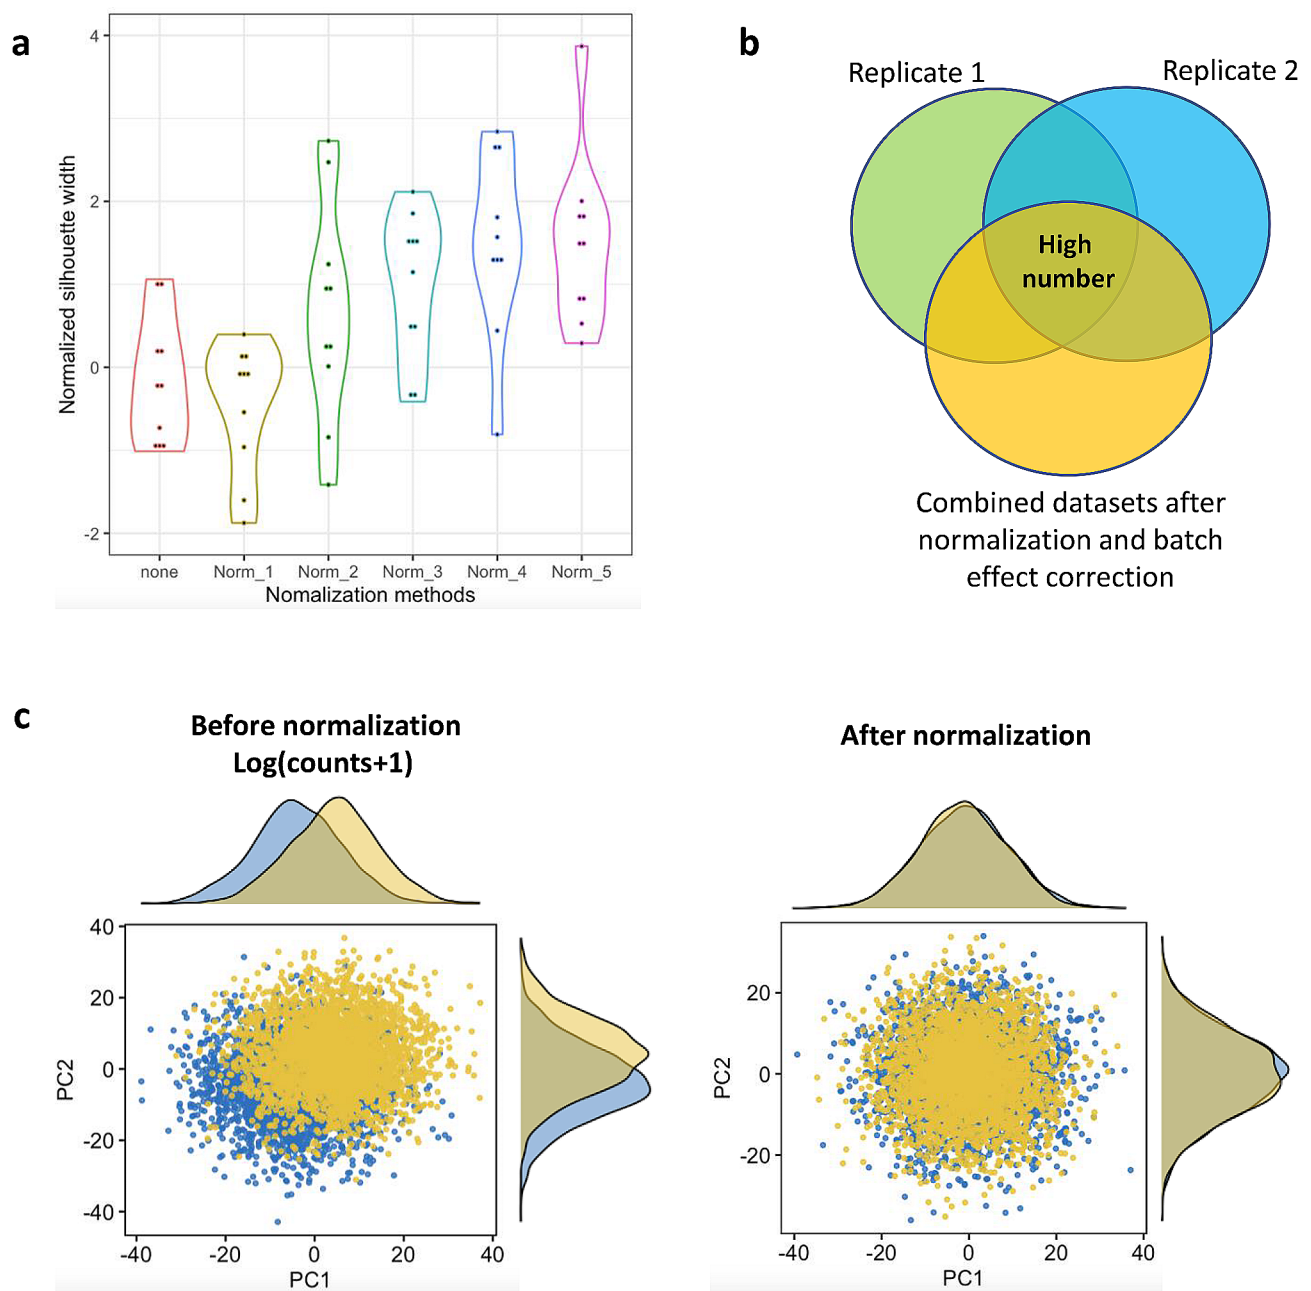 a
4
2
0
-2
Normalized silhouette width
none
Norm_1
Norm_2
Norm_3
Norm_4
Norm_5
Nomalization methods
b
Replicate 1
Replicate 2
High
number
Combined datasets after
normalization and batch
effect correction
c
Before normalization
Log(counts+1)
40
20
0
-20
-40
PC2
-40
-20
0
20
40
PC1
After normalization
20
0
-20
PC2
-40
-20
0
20
40
PC1